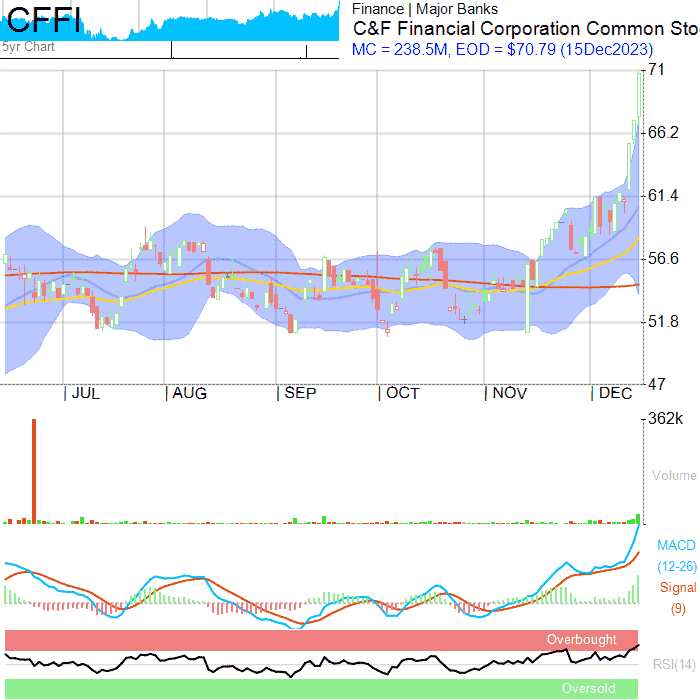 CFFI
5yr Chart
Finance | Major Banks
C&F Financial Corporation Common Sto
MC = 238.5M, EOD = $70.79 (15Dec2023)
71
66.2
61.4
56.6
51.8
47
| JUL | AUG | SEP | OCT | NOV | DEC
362k
Volume
MACD
(12-26)
Signal
(9)
Overbought
RSI(14)
Oversold